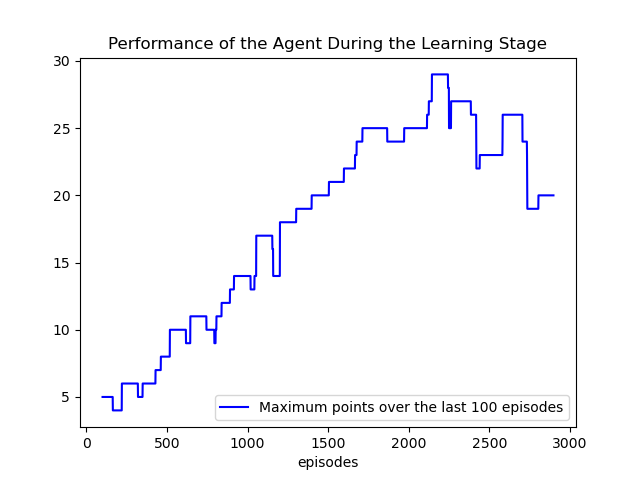 Performance of the Agent During the Learning Stage
30
25
20
15
10
5
Maximum points over the last 100 episodes
0 500 1000 1500 2000 2500 3000
episodes